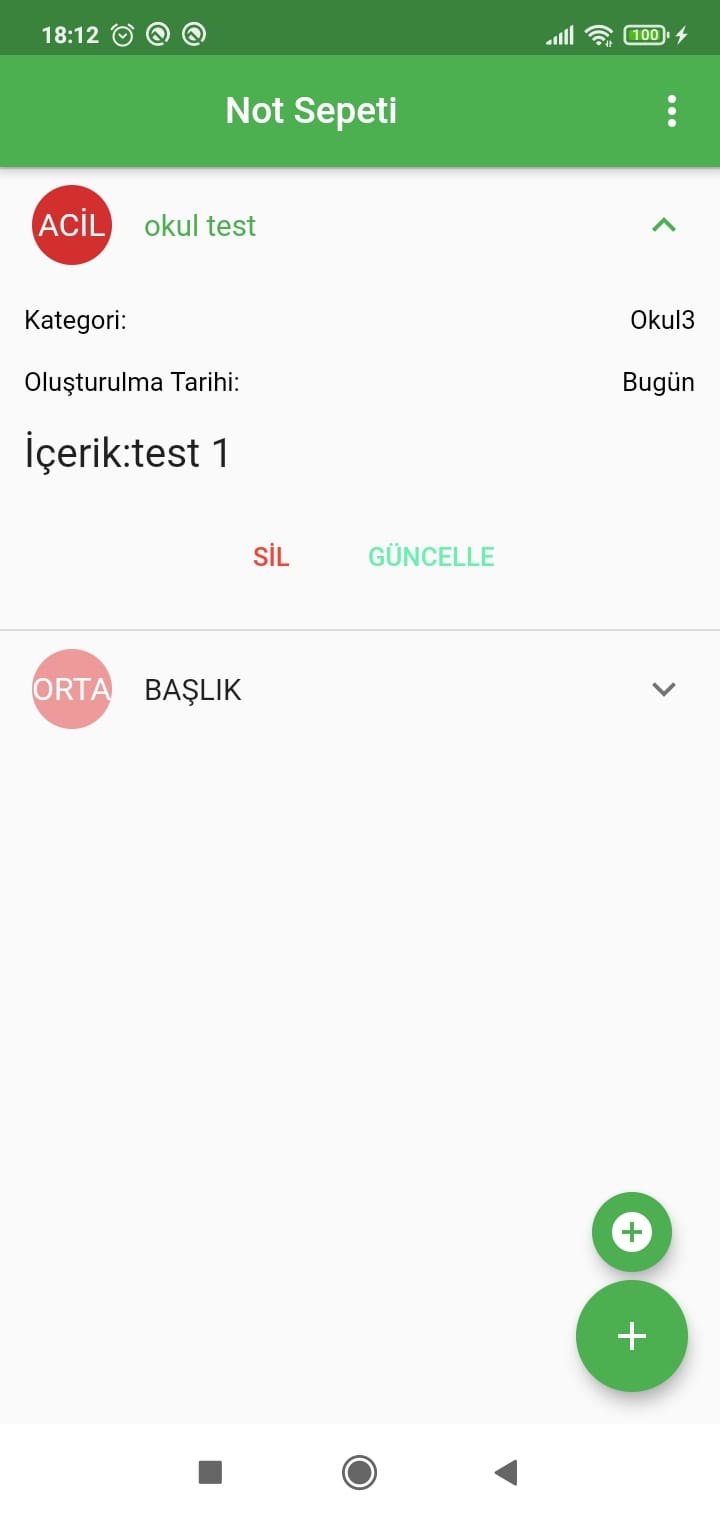 18:12 100
Not Sepeti
ACİL okul test
Kategori: Okul3
Oluşturulma Tarihi: Bugün
İçerik:test 1
SİL GÜNCELLE
ORTA BAŞLIK